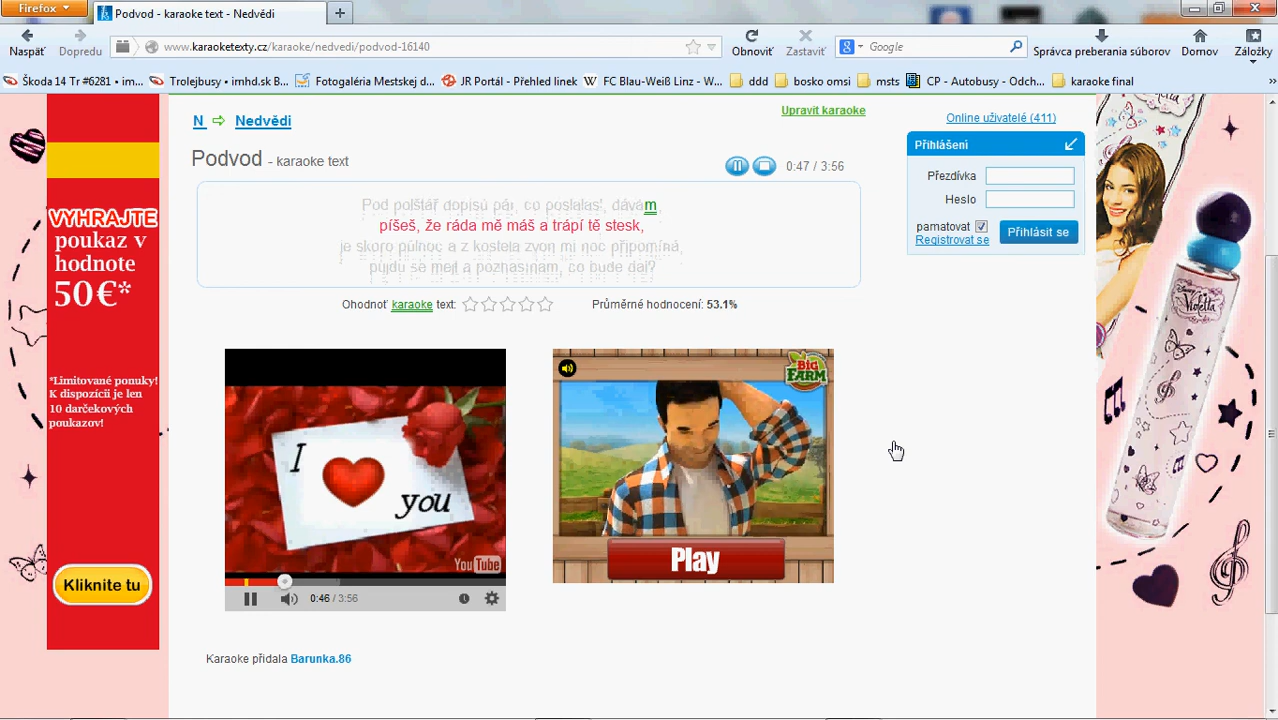 Firefox
Podvod - karaoke text - Nedvědi
Naspäť
Dopredu
www.karaoketexty.cz/karaoke/nedvedi/podvod-16140
Obnoviť
Zastaviť
Google
Správca preberania súborov
Domov
Záložky
Škoda 14 Tr #6281 • im...
Trolejbusy • imhd.sk B...
Fotogaléria Mestskej d...
JR Portál - Přehled linek
FC Blau-Weiß Linz - W...
ddd
bosko omsi
msts
CP - Autobusy - Odch...
karaoke final
N
Nedvědi
Upravit karaoke
Online uživatelé (411)
Podvod - karaoke text
0:47 / 3:56
Přihlášení
Přezdívka
Heslo
pamatovat
Registrovat se
Přihlásit se
Pod polštář dopisů pár, co poslalas', dávám
píšeš, že ráda mě máš a trápí tě stesk,
je skoro půlnoc a z kostela zvon mi noc připomíná,
půjdu se mejt a pozhasínám, co bude dál?
Ohodnoť karaoke text:
Průměrné hodnocení: 53.1%
VYHRAJTE
poukaz v
hodnote
50€*
*Limitované ponuky!
K dispozícii je len
10 darčekových
poukazov!
Kliknite tu
I
you
YouTube
0:46 / 3:56
BIG
FARM
Play
Disney
Violetta
Karaoke přidala Barunka.86